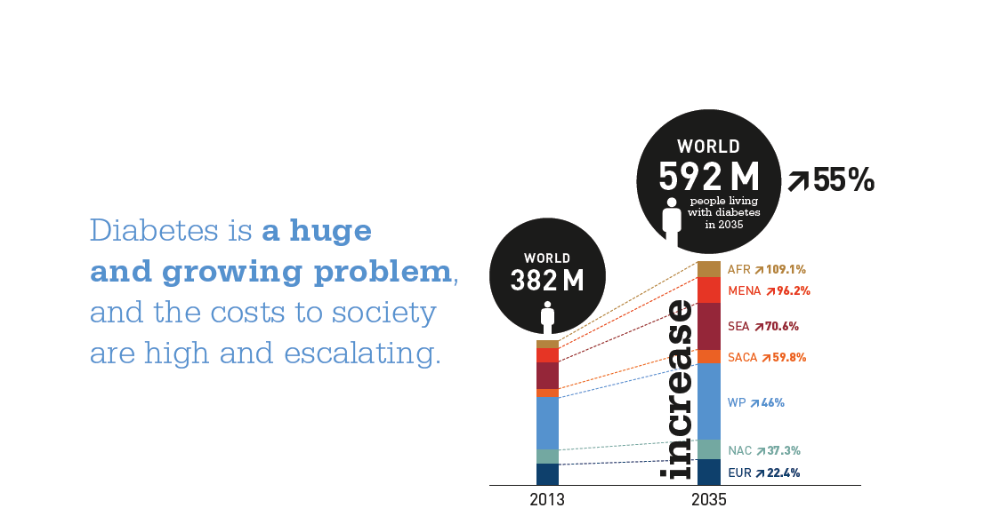 Diabetes is a huge
and growing problem,
and the costs to society
are high and escalating.
WORLD
382 M
WORLD
592 M
people living
with diabetes
in 2035
55%
increase
AFR 109.1%
MENA 96.2%
SEA 70.6%
SACA 59.8%
WP 46%
NAC 37.3%
EUR 22.4%
2013
2035